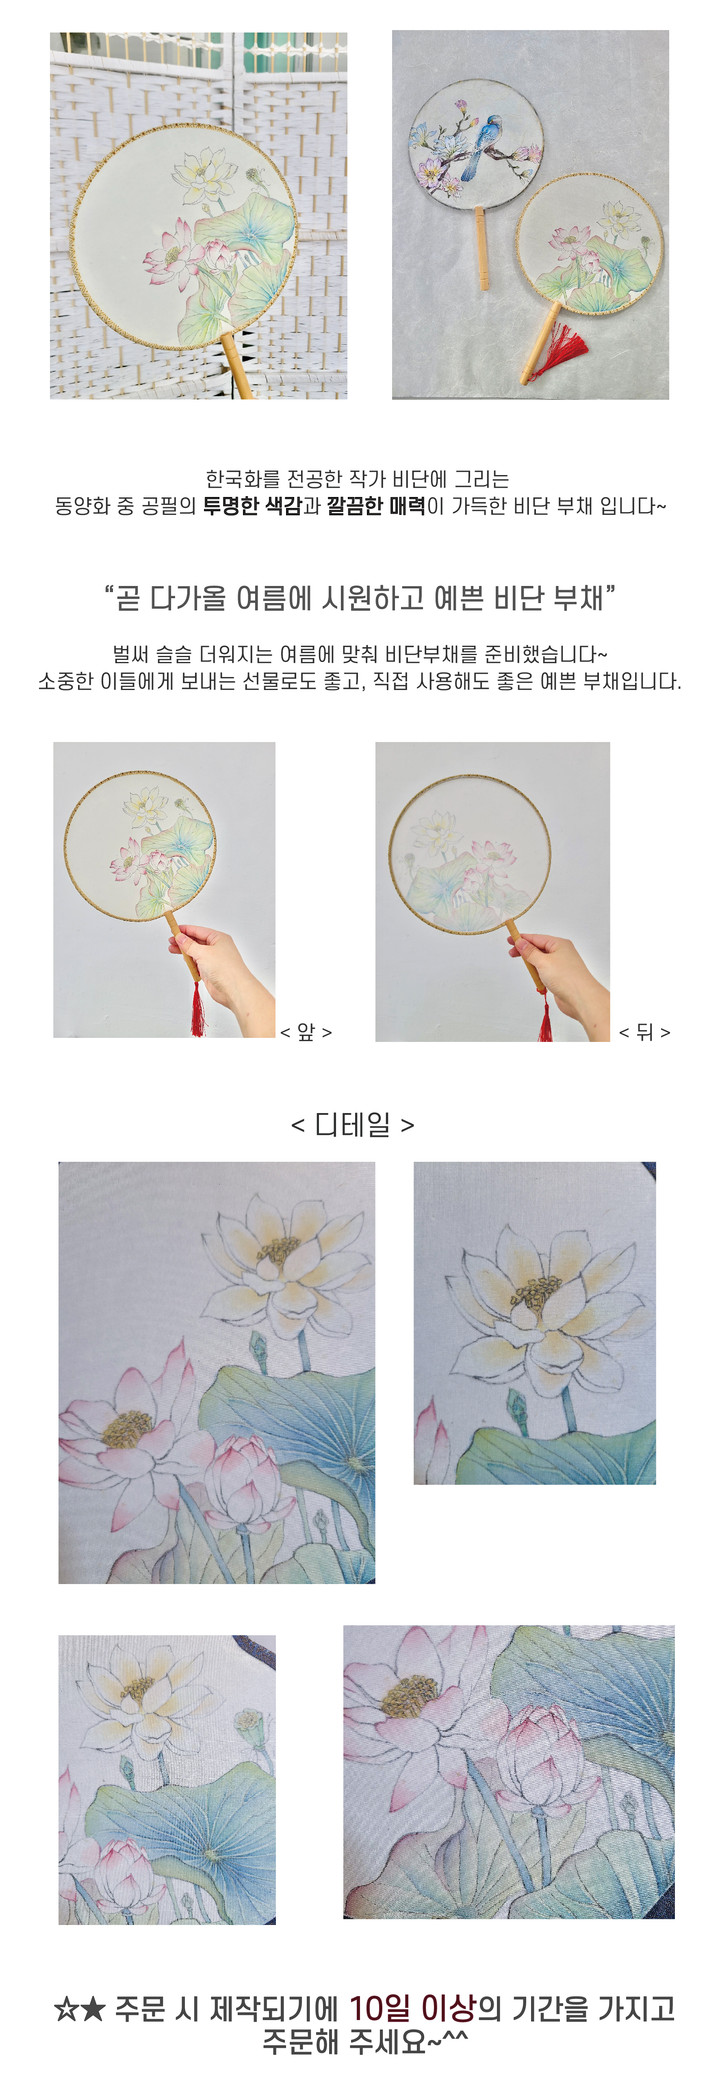 한국화를 전공한 작가 비단에 그리는
동양화 중 공필의 투명한 색감과 깔끔한 매력이 가득한 비단 부채 입니다~
“곧 다가올 여름에 시원하고 예쁜 비단 부채”
벌써 슬슬 더워지는 여름에 맞춰 비단부채를 준비했습니다~
소중한 이들에게 보내는 선물로도 좋고, 직접 사용해도 좋은 예쁜 부채입니다.
< 앞 >
< 뒤 >
< 디테일 >
☆★ 주문 시 제작되기에 10일 이상의 기간을 가지고
주문해 주세요~^^